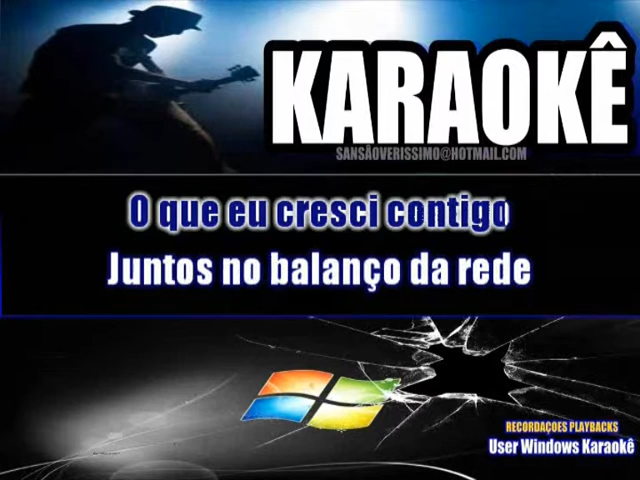 KARAOKÊ
SANSÃOVERISSIMO@HOTMAIL.COM
O que eu cresci contigo
Juntos no balanço da rede
RECORDAÇOES PLAYBACKS
User Windows Karaokê